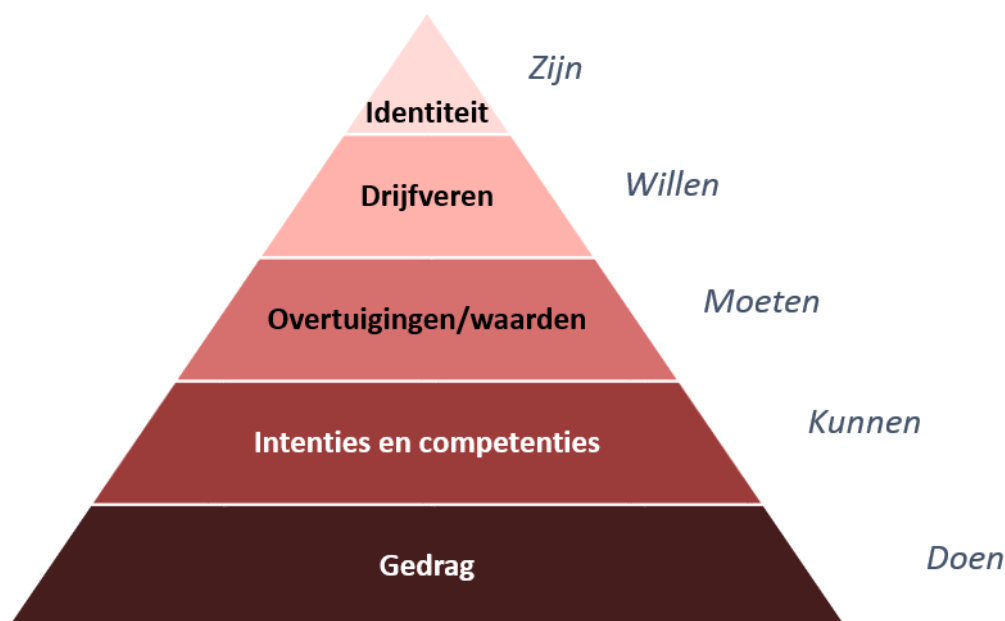 Zijn
Identiteit
Willen
Drijfveren
Moeten
Overtuigingen/waarden
Kunnen
Intenties en competenties
Doen
Gedrag